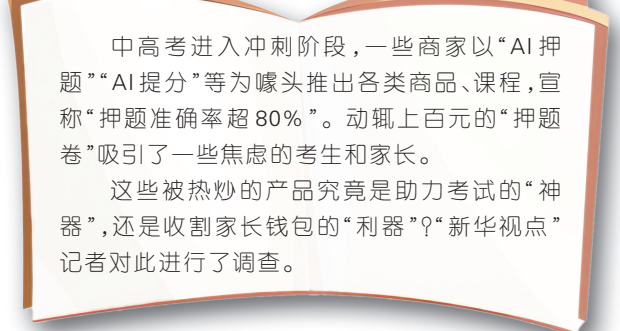 中高考进入冲刺阶段，一些商家以“AI押
题”“AI提分”等为噱头推出各类商品、课程，宣
称“押题准确率超80%”。动辄上百元的“押题
卷”吸引了一些焦虑的考生和家长。
这些被热炒的产品究竟是助力考试的“神
器”，还是收割家长钱包的“利器”？“新华视点”
记者对此进行了调查。